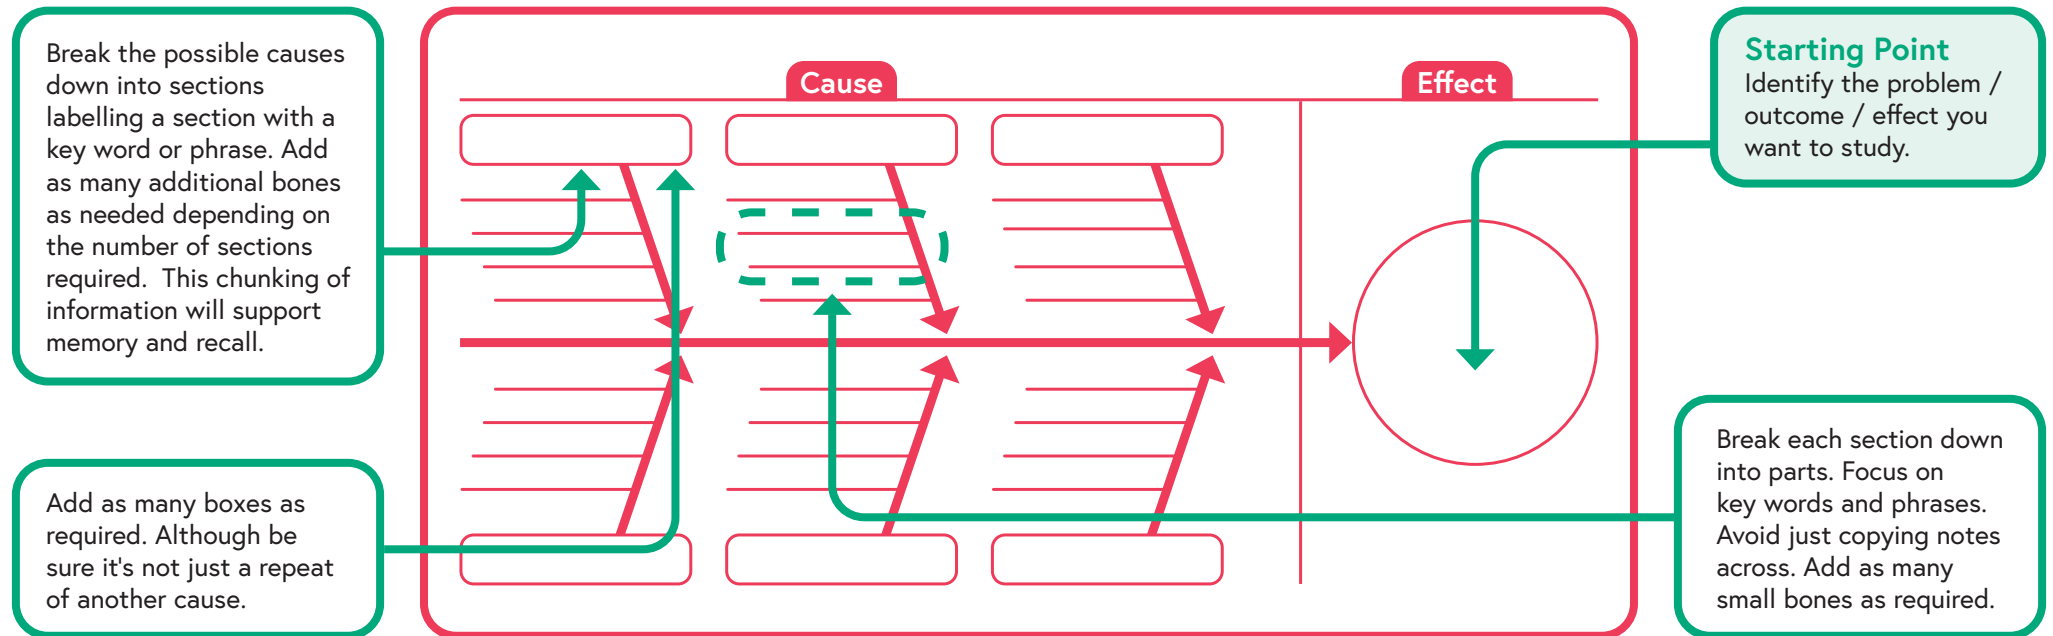 Break the possible causes
down into sections
labelling a section with a
key word or phrase. Add
as many additional bones
as needed depending on
the number of sections
required.  This chunking of
information will support
memory and recall.
Add as many boxes as
required. Although be
sure it's not just a repeat
of another cause.
Cause
Effect
Starting Point
Identify the problem /
outcome / effect you
want to study.
Break each section down
into parts. Focus on
key words and phrases.
Avoid just copying notes
across. Add as many
small bones as required.